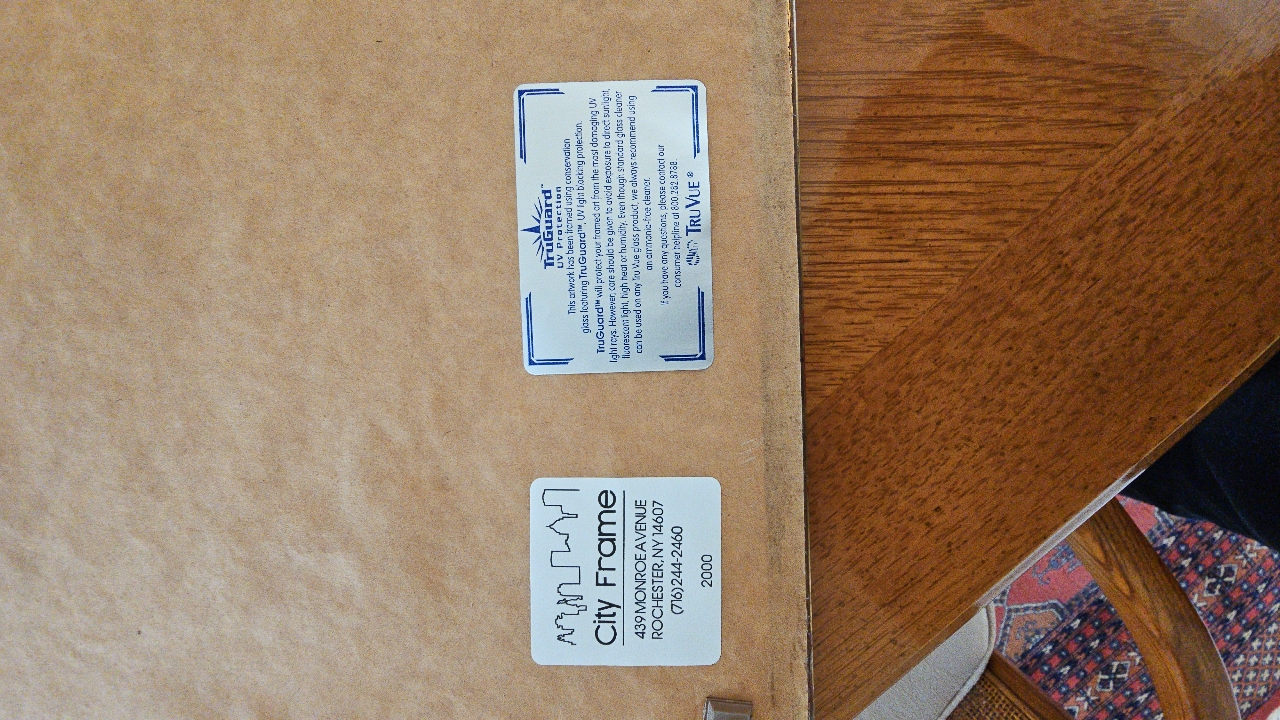 TruGuard™
UV Protection
This artwork has been framed using conservation
glass featuring TruGuard™, UV light blocking protection.
TruGuard™ will protect your framed art from the most damaging UV
light rays. However, care should be given to avoid exposure to direct sunlight,
fluorescent light, high heat or humidity. Even though standard glass cleaner
can be used on any Tru Vue glass product, we always recommend using
an ammonia-free cleaner.
If you have any questions, please contact our
consumer helpline at 800.282.8788.
TRU VUE ®
City Frame
439 MONROE AVENUE
ROCHESTER, NY 14607
(716) 244-2460
2000